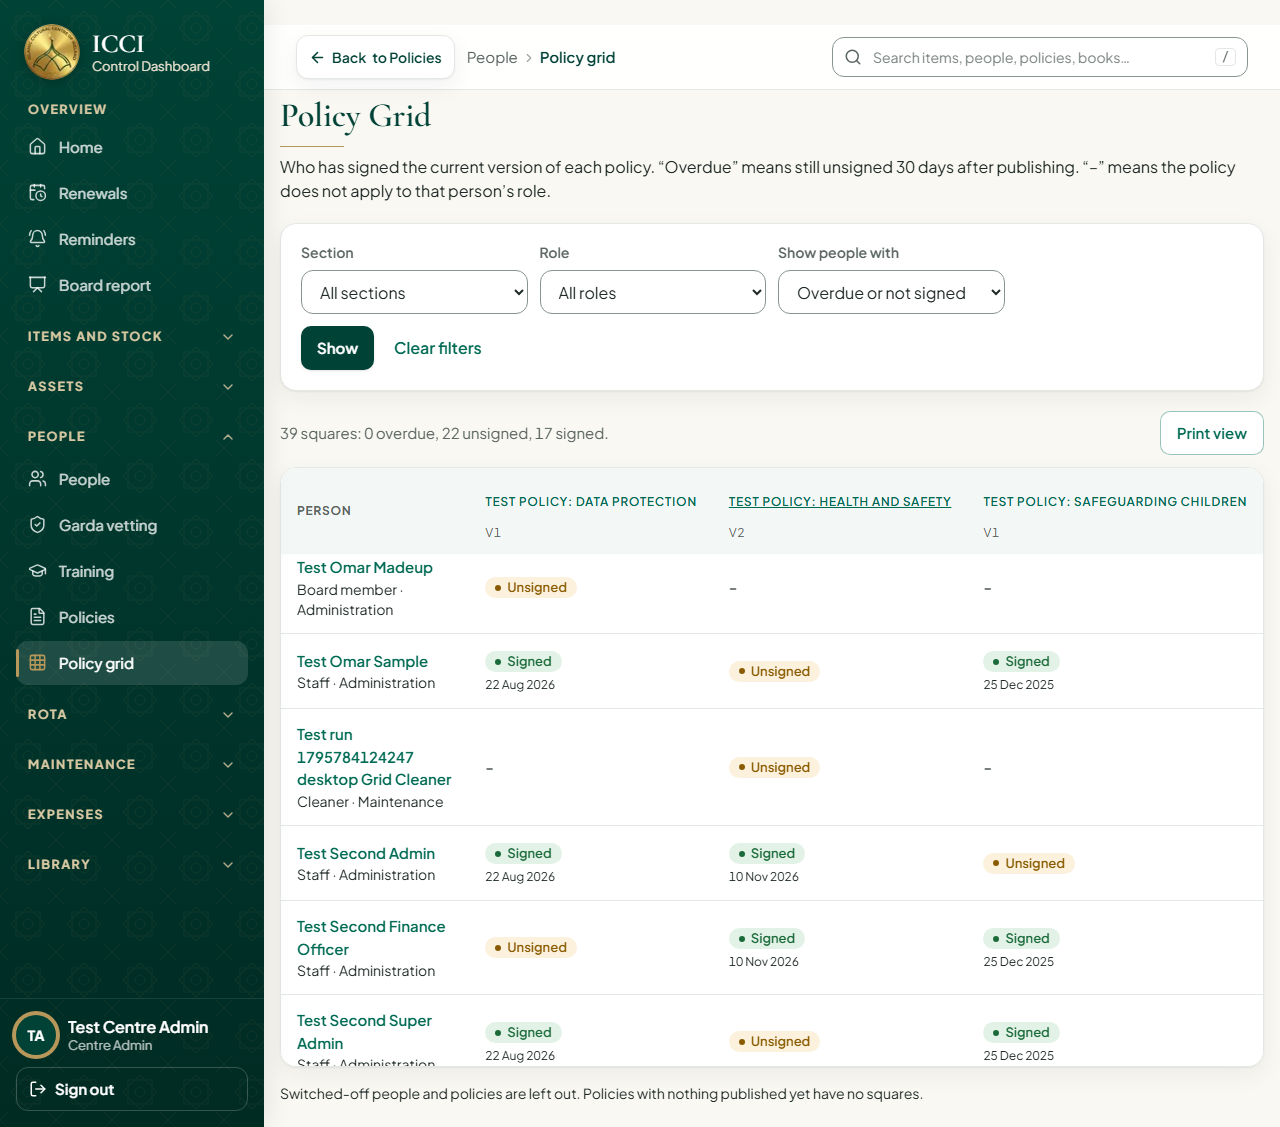 ICCI
Control Dashboard
OVERVIEW
Home
Renewals
Reminders
Board report
ITEMS AND STOCK
ASSETS
PEOPLE
People
Garda vetting
Training
Policies
Policy grid
ROTA
MAINTENANCE
EXPENSES
LIBRARY
TA
Test Centre Admin
Centre Admin
Sign out
Back to Policies
People > Policy grid
Search items, people, policies, books…
/
Policy Grid
Who has signed the current version of each policy. “Overdue” means still unsigned 30 days after publishing. “–” means the policy
does not apply to that person’s role.
Section
Role
Show people with
All sections
All roles
Overdue or not signed
Show
Clear filters
39 squares: 0 overdue, 22 unsigned, 17 signed.
Print view
PERSON
TEST POLICY: DATA PROTECTION
V1
TEST POLICY: HEALTH AND SAFETY
V2
TEST POLICY: SAFEGUARDING CHILDREN
V1
Test Omar Madeup
Board member ·
Administration
Unsigned
–
–
Test Omar Sample
Staff · Administration
Signed
22 Aug 2026
Unsigned
Signed
25 Dec 2025
Test run
1795784124247
desktop Grid Cleaner
Cleaner · Maintenance
–
Unsigned
–
Test Second Admin
Staff · Administration
Signed
22 Aug 2026
Signed
10 Nov 2026
Unsigned
Test Second Finance
Officer
Staff · Administration
Unsigned
Signed
10 Nov 2026
Signed
25 Dec 2025
Test Second Super
Admin
Staff · Administration
Signed
22 Aug 2026
Unsigned
Signed
25 Dec 2025
Switched-off people and policies are left out. Policies with nothing published yet have no squares.